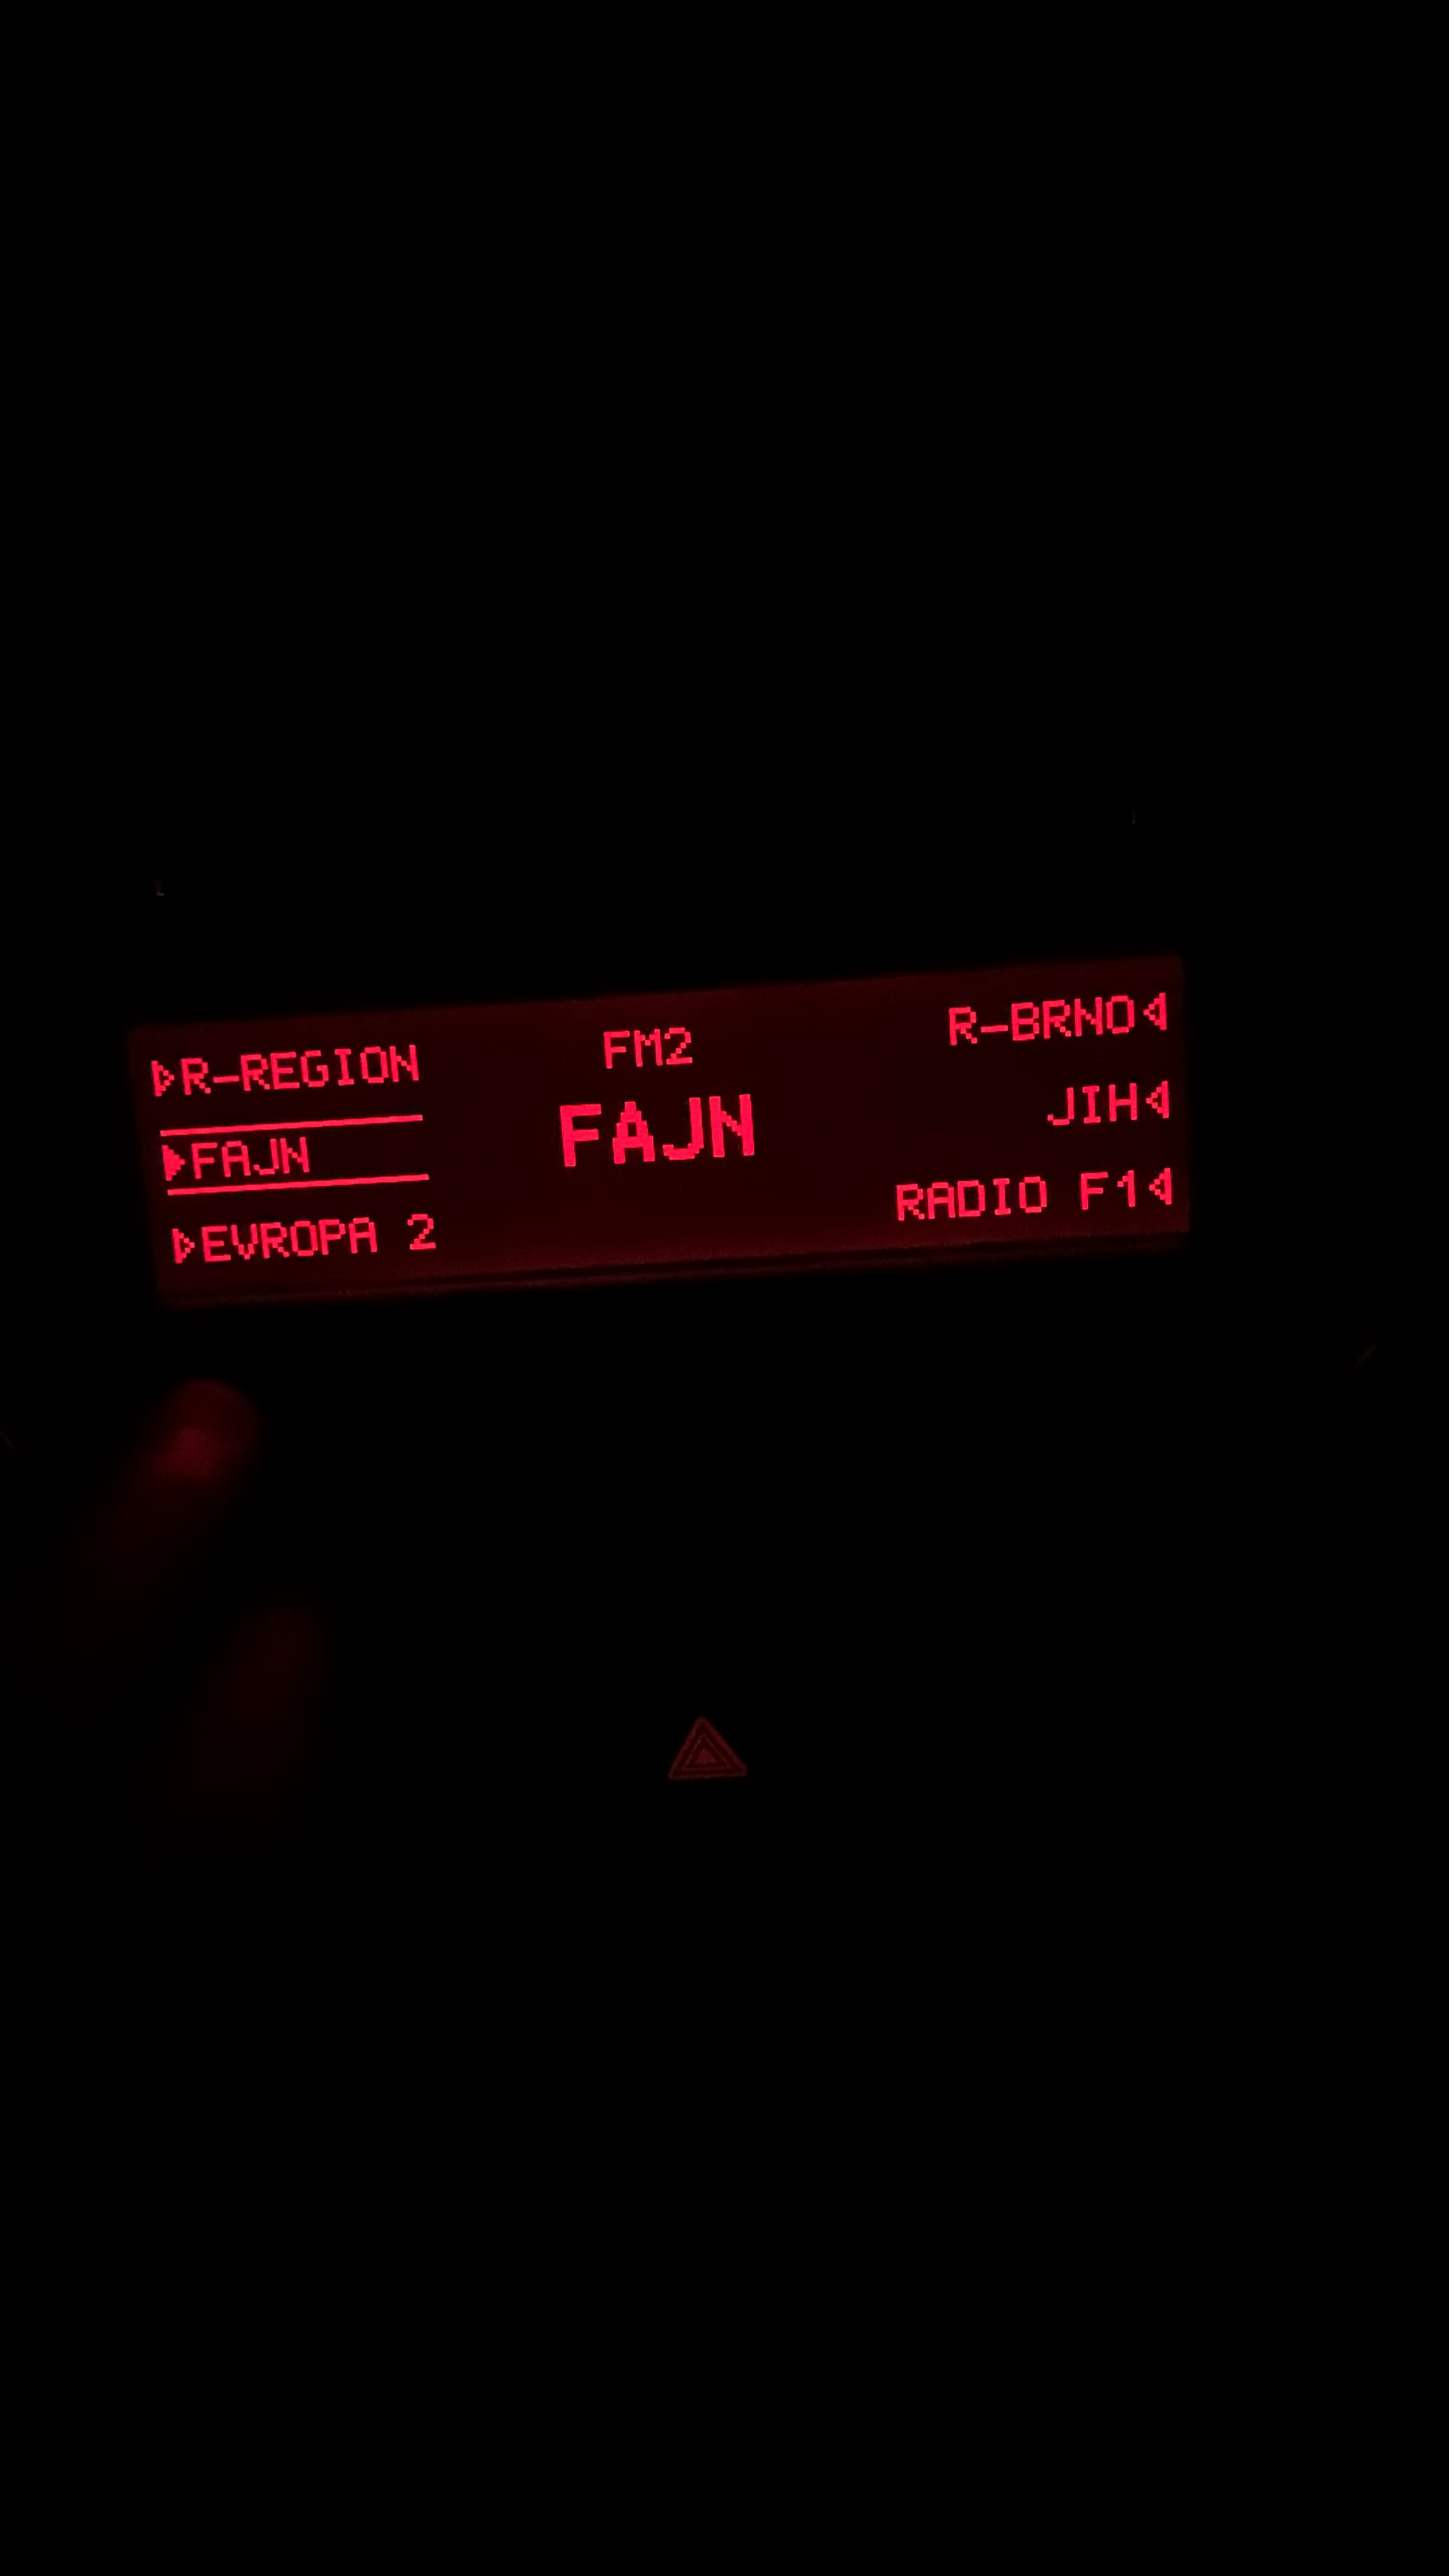 R-REGION
FAJN
EVROPA 2
FM2
FAJN
R-BRNO
JIH
RADIO F1